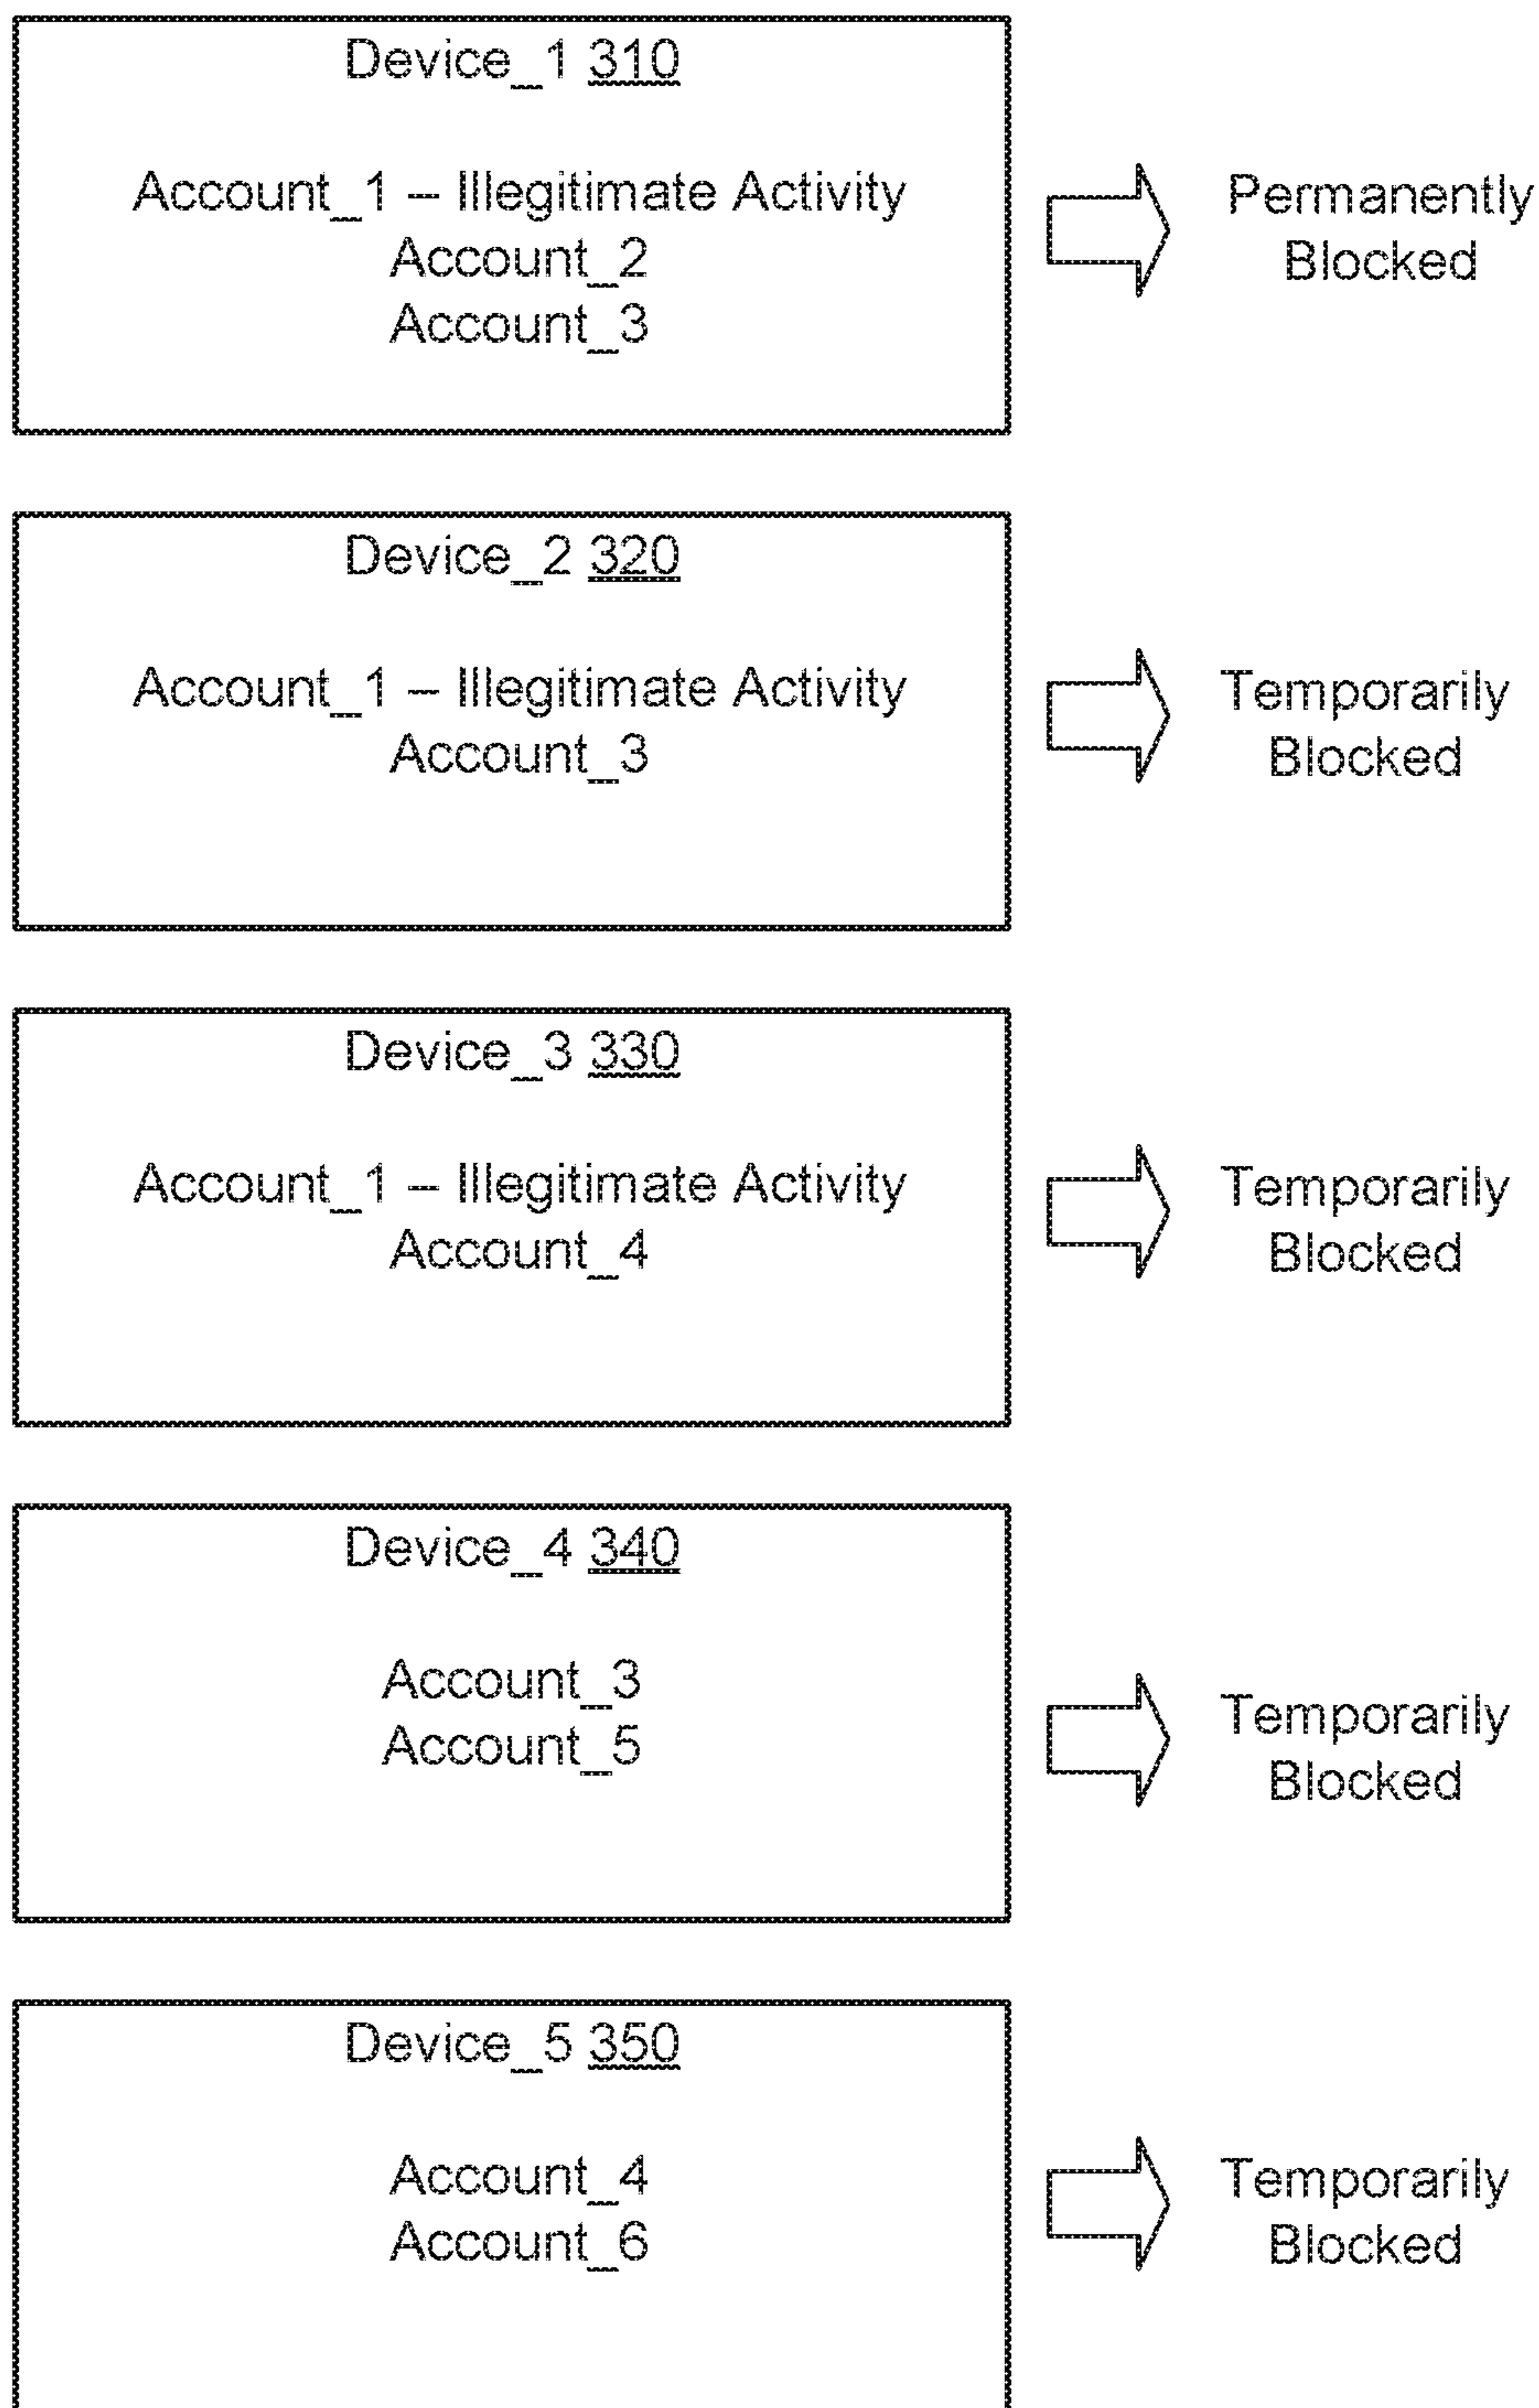 Device_1 310
Account_1 – Illegitimate Activity
Account_2
Account_3
Permanently
Blocked
Device_2 320
Account_1 – Illegitimate Activity
Account_3
Temporarily
Blocked
Device_3 330
Account_1 – Illegitimate Activity
Account_4
Temporarily
Blocked
Device_4 340
Account_3
Account_5
Temporarily
Blocked
Device_5 350
Account_4
Account_6
Temporarily
Blocked